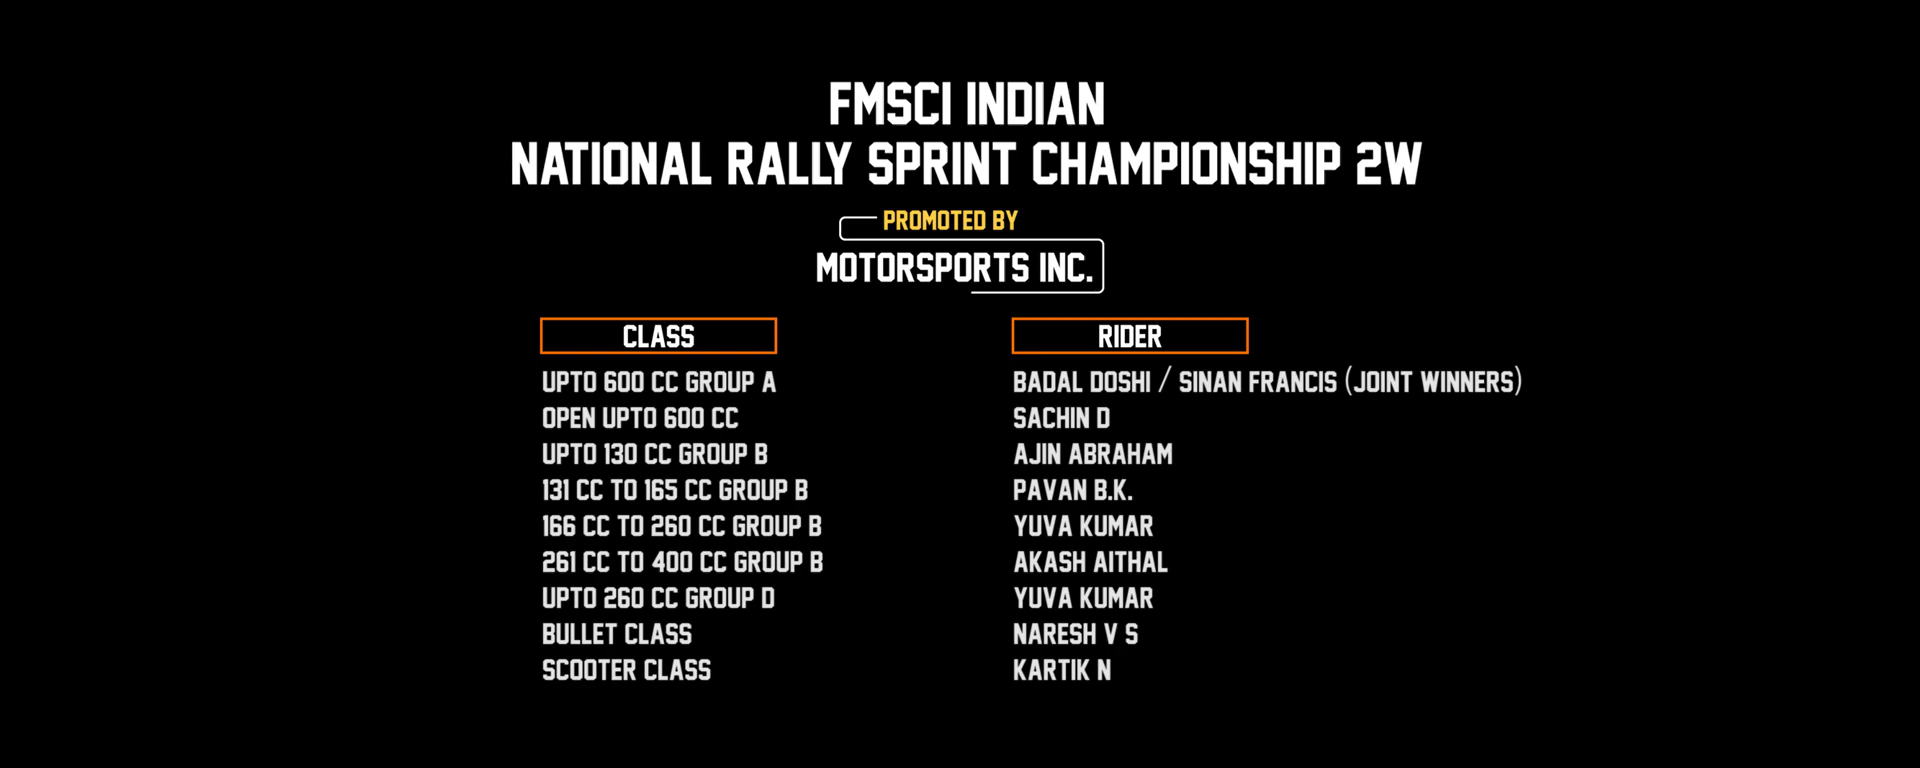 FMSCI INDIAN
NATIONAL RALLY SPRINT CHAMPIONSHIP 2W
PROMOTED BY
MOTORSPORTS INC.
CLASS RIDER
UPTO 600 CC GROUP A BADAL DOSHI / SINAN FRANCIS (JOINT WINNERS)
OPEN UPTO 600 CC SACHIN D
UPTO 130 CC GROUP B AJIN ABRAHAM
131 CC TO 165 CC GROUP B PAVAN B.K.
166 CC TO 260 CC GROUP B YUVA KUMAR
261 CC TO 400 CC GROUP B AKASH AITHAL
UPTO 260 CC GROUP D YUVA KUMAR
BULLET CLASS NARESH V S
SCOOTER CLASS KARTIK N